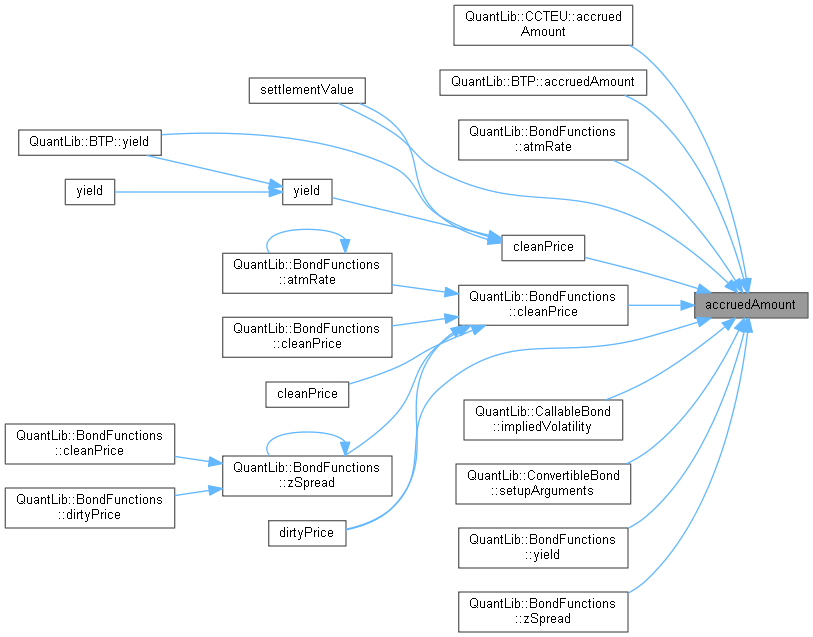 QuantLib::CCTEU::accrued
Amount
QuantLib::BTP::accruedAmount
settlementValue
QuantLib::BondFunctions
::atmRate
QuantLib::BTP::yield
yield
yield
cleanPrice
QuantLib::BondFunctions
::atmRate
QuantLib::BondFunctions
::cleanPrice
accruedAmount
QuantLib::BondFunctions
::cleanPrice
cleanPrice
QuantLib::CallableBond
::impliedVolatility
QuantLib::BondFunctions
::cleanPrice
QuantLib::BondFunctions
::zSpread
QuantLib::ConvertibleBond
::setupArguments
QuantLib::BondFunctions
::dirtyPrice
dirtyPrice
QuantLib::BondFunctions
::yield
QuantLib::BondFunctions
::zSpread